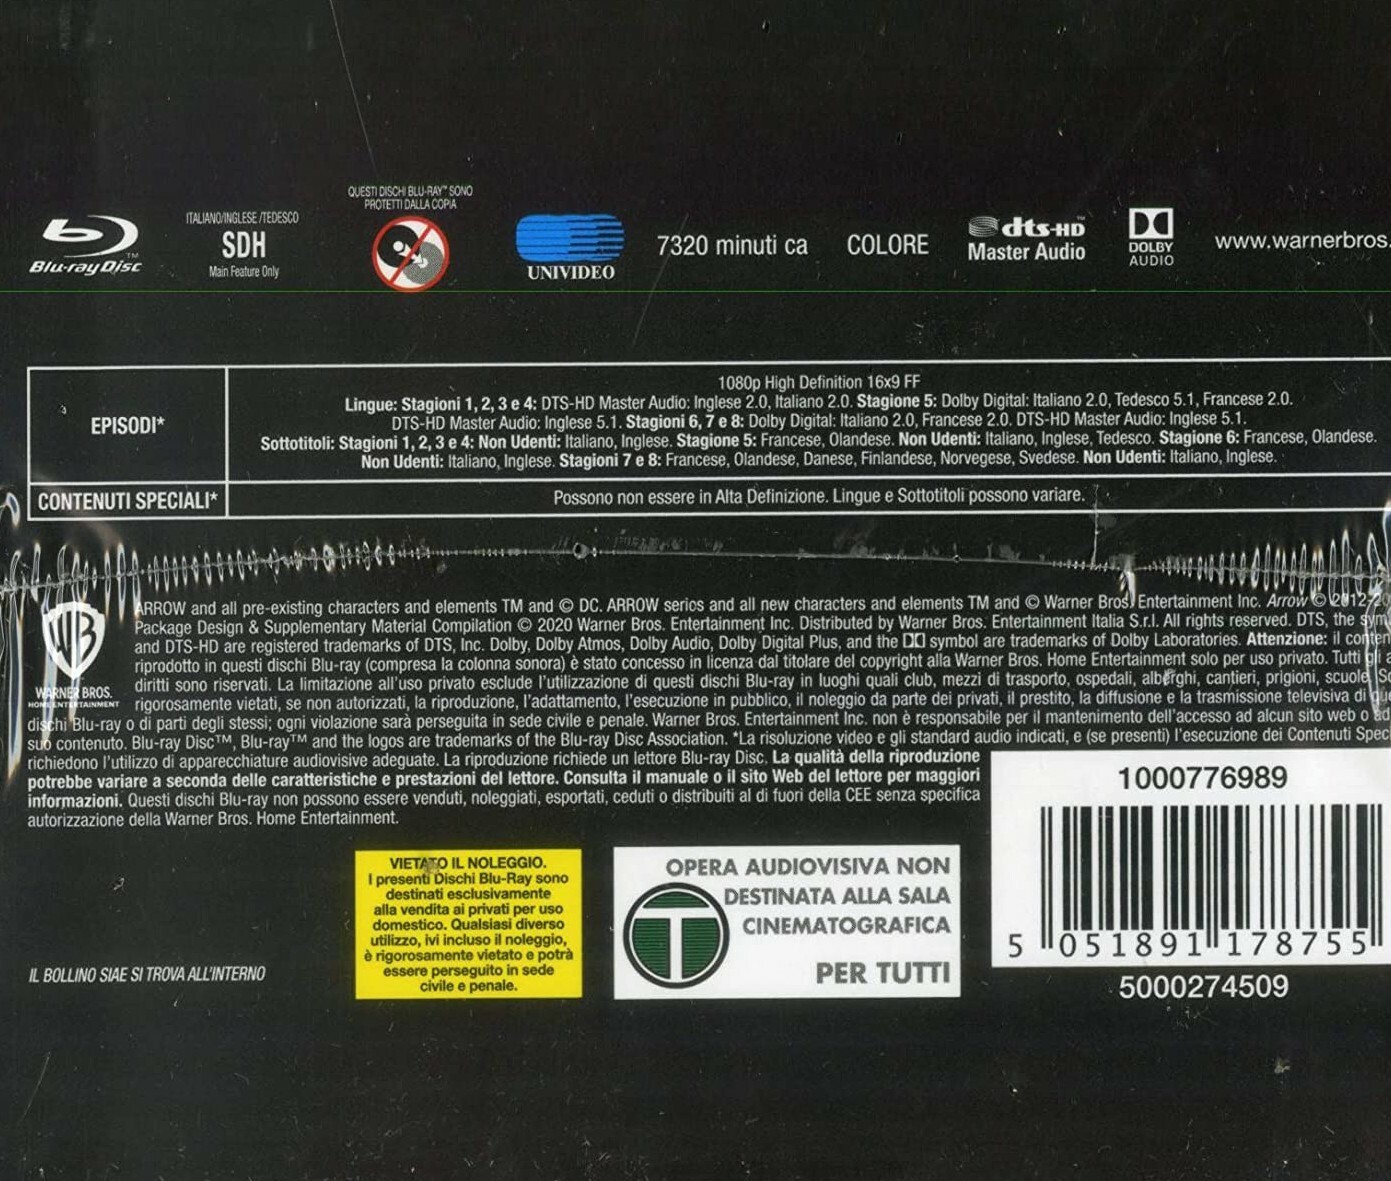 QUESTI DISCHI BLU-RAY™ SONO
PROTETTI DALLA COPIA
Blu-ray Disc™
ITALIANO/INGLESE /TEDESCO
SDH
Main Feature Only
UNIVIDEO
7320 minuti ca
COLORE
dts-HD™
Master Audio
DOLBY
AUDIO
www.warnerbros.
EPISODI*
1080p High Definition 16x9 FF
Lingue: Stagioni 1, 2, 3 e 4: DTS-HD Master Audio: Inglese 2.0, Italiano 2.0. Stagione 5: Dolby Digital: Italiano 2.0, Tedesco 5.1, Francese 2.0.
DTS-HD Master Audio: Inglese 5.1. Stagioni 6, 7 e 8: Dolby Digital: Italiano 2.0, Francese 2.0. DTS-HD Master Audio: Inglese 5.1.
Sottotitoli: Stagioni 1, 2, 3 e 4: Non Udenti: Italiano, Inglese. Stagione 5: Francese, Olandese. Non Udenti: Italiano, Inglese, Tedesco. Stagione 6: Francese, Olandese.
Non Udenti: Italiano, Inglese. Stagioni 7 e 8: Francese, Olandese, Danese, Finlandese, Norvegese, Svedese. Non Udenti: Italiano, Inglese.
CONTENUTI SPECIALI*
Possono non essere in Alta Definizione. Lingue e Sottotitoli possono variare.
WB
WARNER BROS.
HOME ENTERTAINMENT
ARROW and all pre-existing characters and elements TM and © DC. ARROW series and all new characters and elements TM and © Warner Bros. Entertainment Inc. Arrow © 2012-20
Package Design & Supplementary Material Compilation © 2020 Warner Bros. Entertainment Inc. Distributed by Warner Bros. Entertainment Italia S.r.l. All rights reserved. DTS, the sym
and DTS-HD are registered trademarks of DTS, Inc. Dolby, Dolby Atmos, Dolby Audio, Dolby Digital Plus, and the symbol are trademarks of Dolby Laboratories. Attenzione: il conten
riprodotto in questi dischi Blu-ray (compresa la colonna sonora) è stato concesso in licenza dal titolare del copyright alla Warner Bros. Home Entertainment solo per uso privato. Tutti gli a
diritti sono riservati. La limitazione all'uso privato esclude l'utilizzazione di questi dischi Blu-ray in luoghi quali club, mezzi di trasporto, ospedali, alberghi, cantieri, prigioni, scuole. So
rigorosamente vietati, se non autorizzati, la riproduzione, l'adattamento, l'esecuzione in pubblico, il noleggio da parte dei privati, il prestito, la diffusione e la trasmissione televisiva di
dischi Blu-ray o di parti degli stessi; ogni violazione sarà perseguita in sede civile e penale. Warner Bros. Entertainment Inc. non è responsabile per il mantenimento dell'accesso ad alcun sito web o ad
suo contenuto. Blu-ray Disc™, Blu-ray™ and the logos are trademarks of the Blu-ray Disc Association. *La risoluzione video e gli standard audio indicati, e (se presenti) l'esecuzione dei Contenuti Speci
richiedono l'utilizzo di apparecchiature audiovisive adeguate. La riproduzione richiede un lettore Blu-ray Disc. La qualità della riproduzione
potrebbe variare a seconda delle caratteristiche e prestazioni del lettore. Consulta il manuale o il sito Web del lettore per maggiori
informazioni. Questi dischi Blu-ray non possono essere venduti, noleggiati, esportati, ceduti o distribuiti al di fuori della CEE senza specifica
autorizzazione della Warner Bros. Home Entertainment.
IL BOLLINO SIAE SI TROVA ALL'INTERNO
VIETATO IL NOLEGGIO.
I presenti Dischi Blu-Ray sono
destinati esclusivamente
alla vendita ai privati per uso
domestico. Qualsiasi diverso
utilizzo, ivi incluso il noleggio,
è rigorosamente vietato e potrà
essere perseguito in sede
civile e penale.
OPERA AUDIOVISIVA NON
DESTINATA ALLA SALA
CINEMATOGRAFICA
T
PER TUTTI
1000776989
5 051891 178755
5000274509